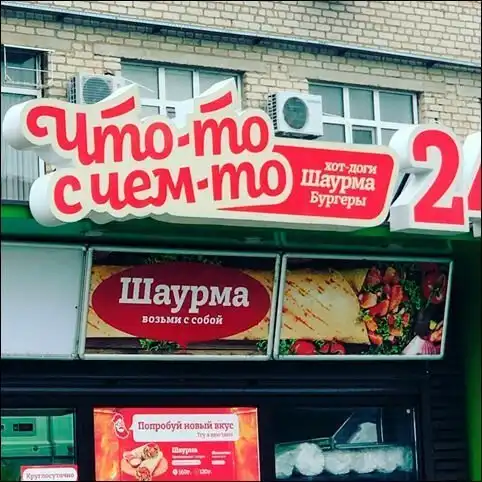 Что-то
с чем-то
хот-доги
Шаурма
Бургеры
24
Шаурма
возьми с собой
Попробуй новый вкус
Шаурма
Круглосуточно